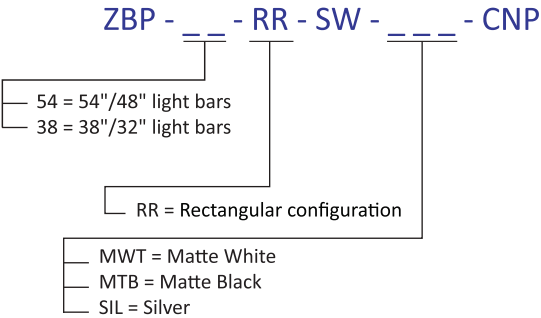 ZBP - _ _ - RR - SW - _ _ _ - CNP
54 = 54"/48" light bars
38 = 38"/32" light bars
RR = Rectangular configuration
MWT = Matte White
MTB = Matte Black
SIL = Silver